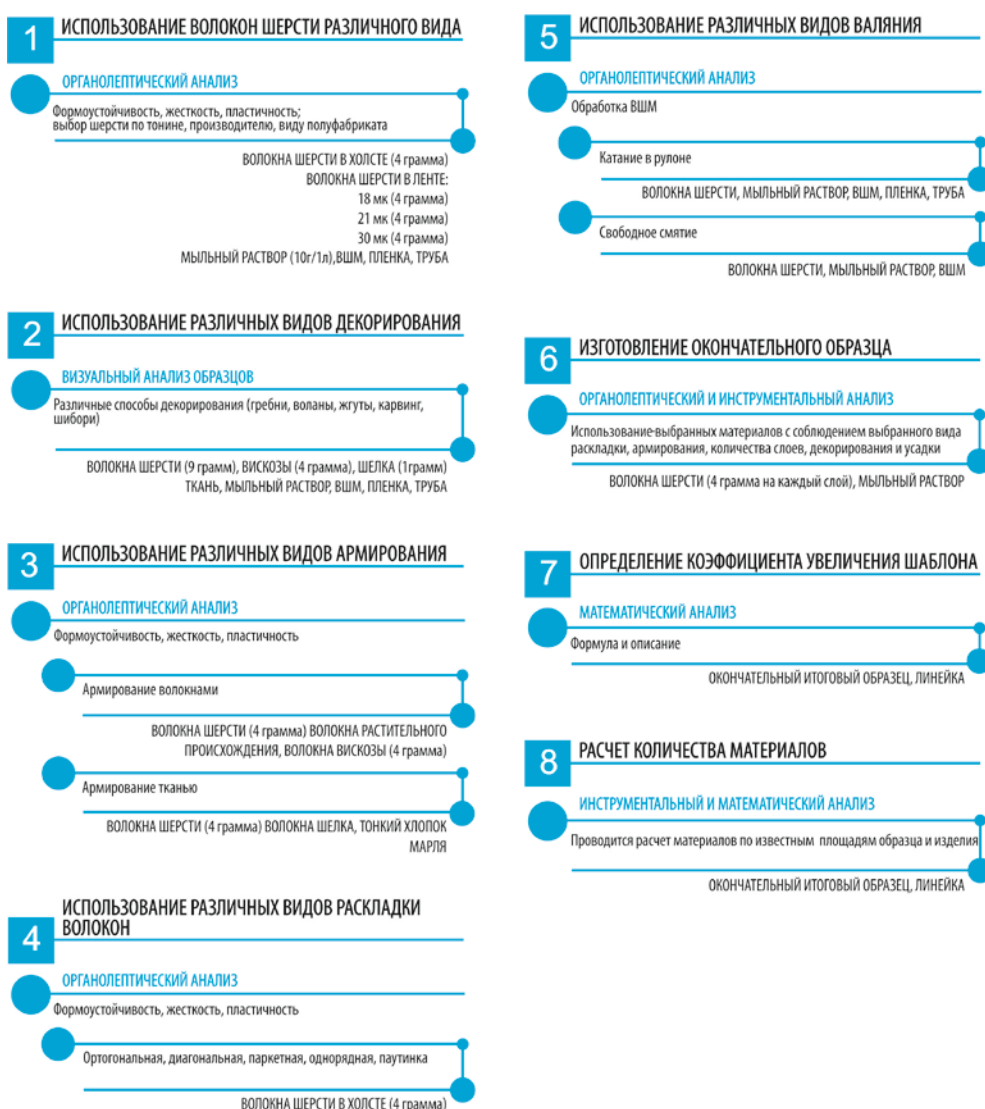 1
ИСПОЛЬЗОВАНИЕ ВОЛОКОН ШЕРСТИ РАЗЛИЧНОГО ВИДА
ОРГАНОЛЕПТИЧЕСКИЙ АНАЛИЗ
Формоустойчивость, жесткость, пластичность;
выбор шерсти по тонине, производителю, виду полуфабриката
ВОЛОКНА ШЕРСТИ В ХОЛСТЕ (4 грамма)
ВОЛОКНА ШЕРСТИ В ЛЕНТЕ:
18 мк (4 грамма)
21 мк (4 грамма)
30 мк (4 грамма)
МЫЛЬНЫЙ РАСТВОР (10г/1л),ВШМ, ПЛЕНКА, ТРУБА
2
ИСПОЛЬЗОВАНИЕ РАЗЛИЧНЫХ ВИДОВ ДЕКОРИРОВАНИЯ
ВИЗУАЛЬНЫЙ АНАЛИЗ ОБРАЗЦОВ
Различные способы декорирования (гребни, воланы, жгуты, карвинг,
шибори)
ВОЛОКНА ШЕРСТИ (9 грамм), ВИСКОЗЫ (4 грамма), ШЕЛКА (1грамм)
ТКАНЬ, МЫЛЬНЫЙ РАСТВОР, ВШМ, ПЛЕНКА, ТРУБА
3
ИСПОЛЬЗОВАНИЕ РАЗЛИЧНЫХ ВИДОВ АРМИРОВАНИЯ
ОРГАНОЛЕПТИЧЕСКИЙ АНАЛИЗ
Формоустойчивость, жесткость, пластичность
Армирование волокнами
ВОЛОКНА ШЕРСТИ (4 грамма) ВОЛОКНА РАСТИТЕЛЬНОГО
ПРОИСХОЖДЕНИЯ, ВОЛОКНА ВИСКОЗЫ (4 грамма)
Армирование тканью
ВОЛОКНА ШЕРСТИ (4 грамма) ВОЛОКНА ШЕЛКА, ТОНКИЙ ХЛОПОК
МАРЛЯ
4
ИСПОЛЬЗОВАНИЕ РАЗЛИЧНЫХ ВИДОВ РАСКЛАДКИ
ВОЛОКОН
ОРГАНОЛЕПТИЧЕСКИЙ АНАЛИЗ
Формоустойчивость, жесткость, пластичность
Ортогональная, диагональная, паркетная, однорядная, паутинка
ВОЛОКНА ШЕРСТИ В ХОЛСТЕ (4 грамма)
5
ИСПОЛЬЗОВАНИЕ РАЗЛИЧНЫХ ВИДОВ ВАЛЯНИЯ
ОРГАНОЛЕПТИЧЕСКИЙ АНАЛИЗ
Обработка ВШМ
Катание в рулоне
ВОЛОКНА ШЕРСТИ, МЫЛЬНЫЙ РАСТВОР, ВШМ, ПЛЕНКА, ТРУБА
Свободное смятие
ВОЛОКНА ШЕРСТИ, МЫЛЬНЫЙ РАСТВОР, ВШМ
6
ИЗГОТОВЛЕНИЕ ОКОНЧАТЕЛЬНОГО ОБРАЗЦА
ОРГАНОЛЕПТИЧЕСКИЙ И ИНСТРУМЕНТАЛЬНЫЙ АНАЛИЗ
Использование-выбранных материалов с соблюдением выбранного вида
раскладки, армирования, количества слоев, декорирования и усадки
ВОЛОКНА ШЕРСТИ (4 грамма на каждый слой), МЫЛЬНЫЙ РАСТВОР
7
ОПРЕДЕЛЕНИЕ КОЭФФИЦИЕНТА УВЕЛИЧЕНИЯ ШАБЛОНА
МАТЕМАТИЧЕСКИЙ АНАЛИЗ
Формула и описание
ОКОНЧАТЕЛЬНЫЙ ИТОГОВЫЙ ОБРАЗЕЦ, ЛИНЕЙКА
8
РАСЧЕТ КОЛИЧЕСТВА МАТЕРИАЛОВ
ИНСТРУМЕНТАЛЬНЫЙ И МАТЕМАТИЧЕСКИЙ АНАЛИЗ
Проводится расчет материалов по известным площадям образца и изделия
ОКОНЧАТЕЛЬНЫЙ ИТОГОВЫЙ ОБРАЗЕЦ, ЛИНЕЙКА